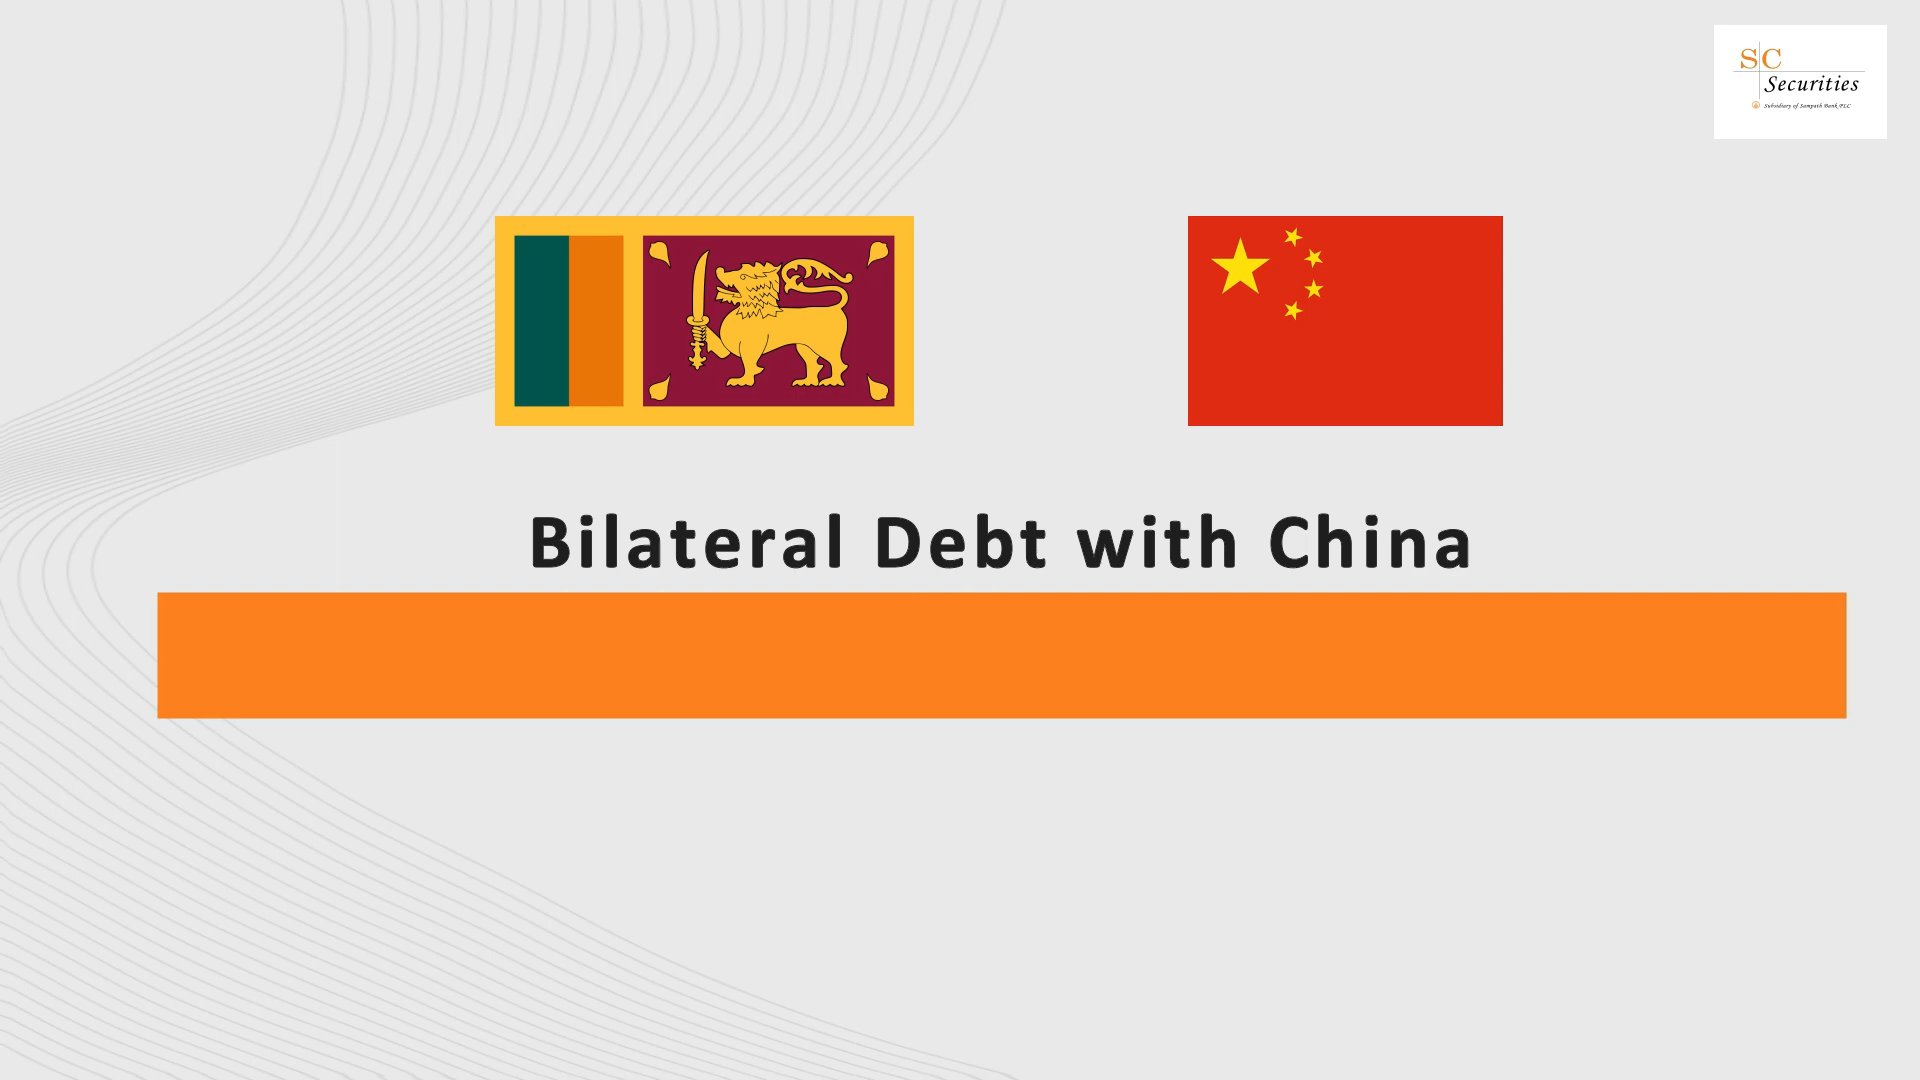 SC
Securities
Subsidiary of Sampath Bank PLC
Bilateral Debt with China